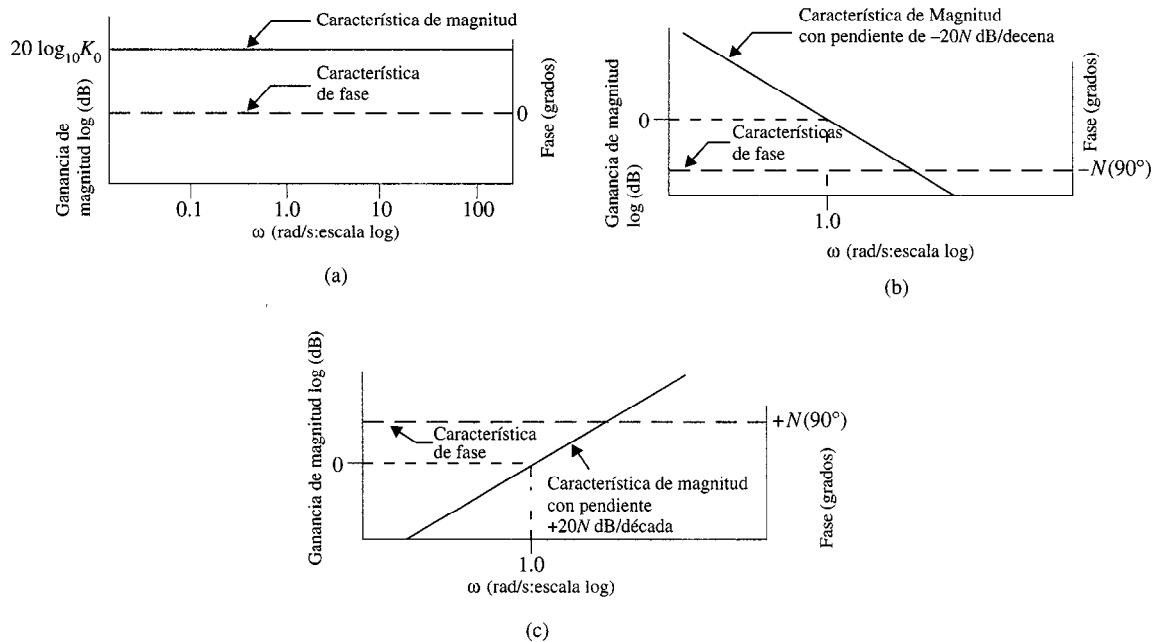 Característica de magnitud
20 log₁₀K₀
Característica
de fase
0
Ganancia de
magnitud log (dB)
Fase (grados)
0.1
1.0
10
100
ω (rad/s:escala log)
(a)
Característica de Magnitud
con pendiente de –20N dB/decena
0
Características
de fase
Ganancia de magnitud
log (dB)
Fase (grados)
–N(90°)
1.0
ω (rad/s:escala log)
(b)
Ganancia de magnitud log (dB)
+N(90°)
Característica
de fase
0
Característica de magnitud
con pendiente
+20N dB/década
Fase (grados)
1.0
ω (rad/s:escala log)
(c)